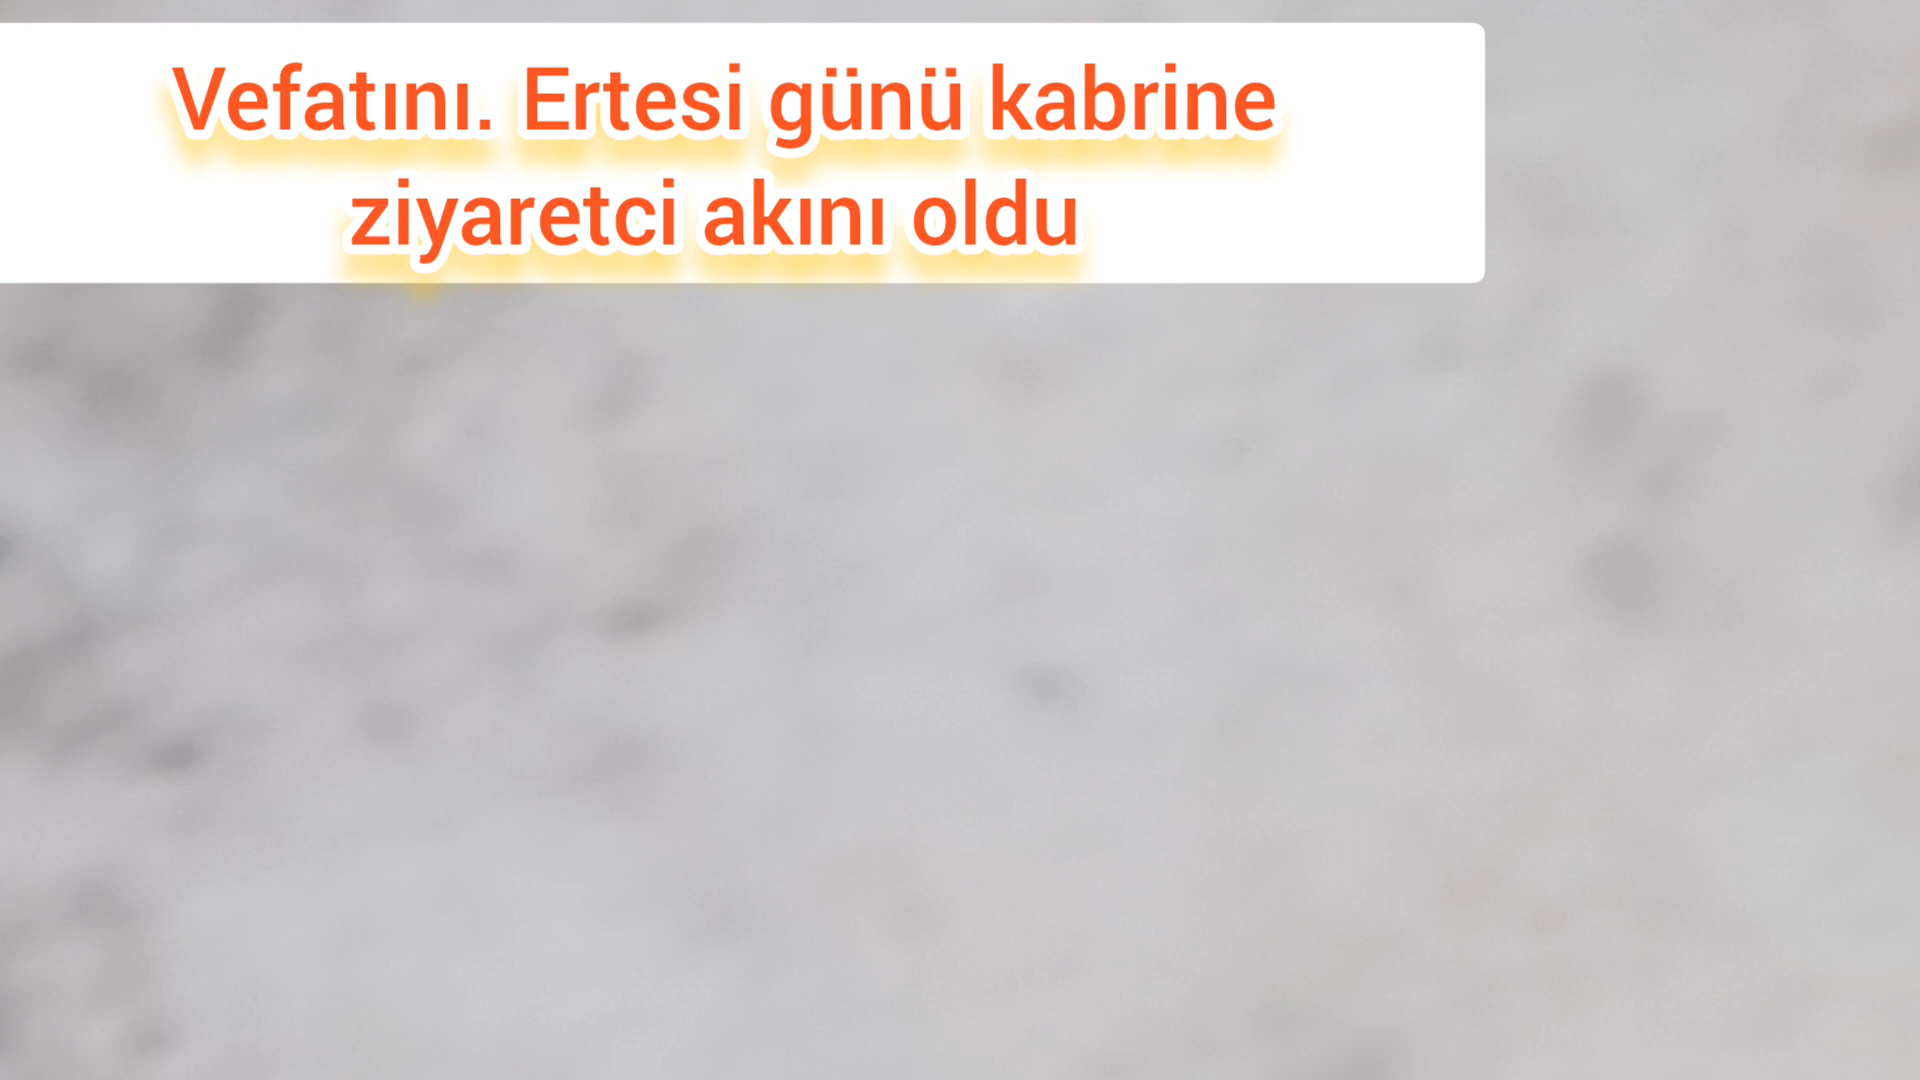 Vefatını. Ertesi günü kabrine
ziyaretci akını oldu